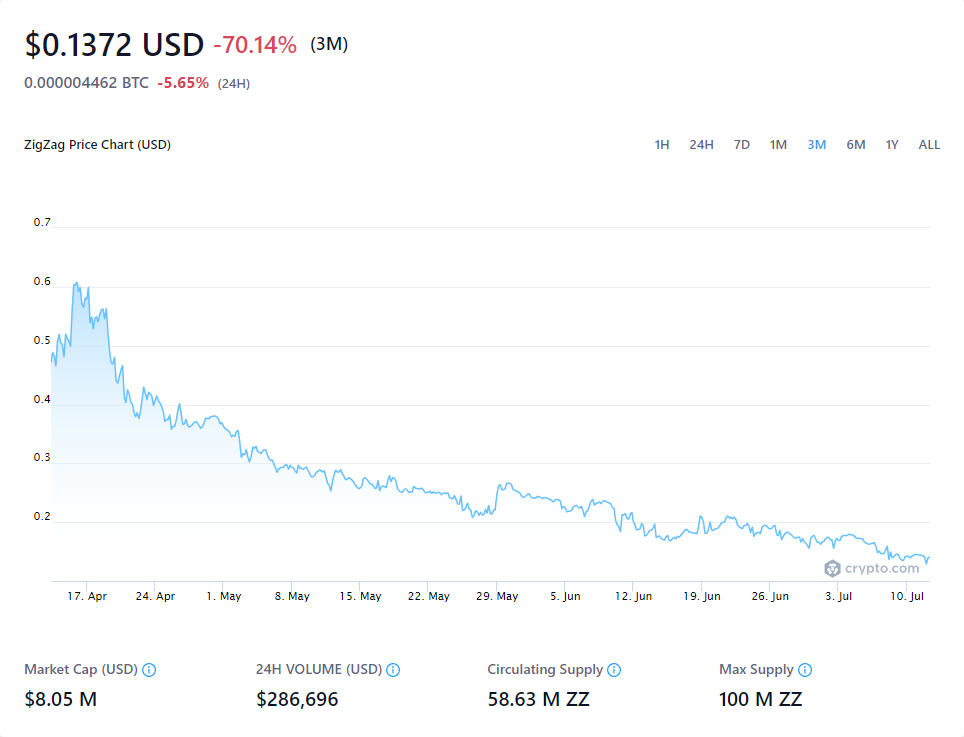 $0.1372 USD -70.14% (3M)
0.000004462 BTC -5.65% (24H)
ZigZag Price Chart (USD) 1H 24H 7D 1M 3M 6M 1Y ALL
0.7
0.6
0.5
0.4
0.3
0.2
crypto.com
17. Apr 24. Apr 1. May 8. May 15. May 22. May 29. May 5. Jun 12. Jun 19. Jun 26. Jun 3. Jul 10. Jul
Market Cap (USD) 24H VOLUME (USD) Circulating Supply Max Supply
$8.05 M $286,696 58.63 M ZZ 100 M ZZ